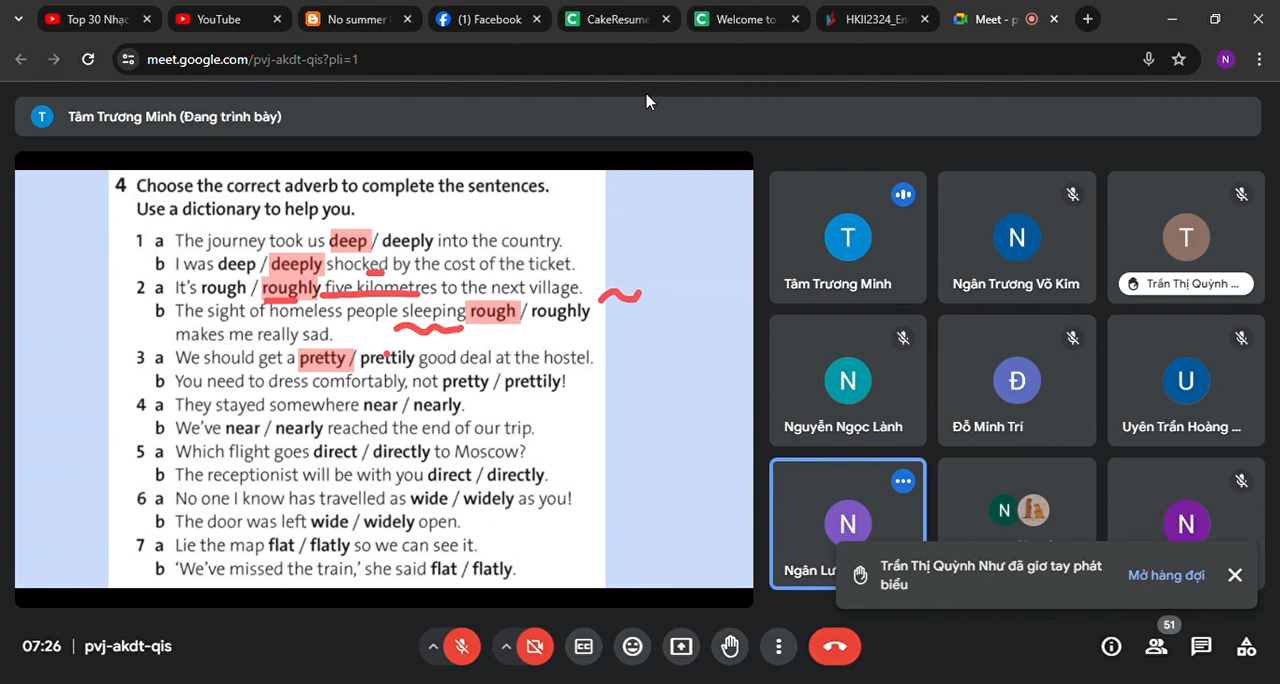 Top 30 Nhạc
YouTube
No summer
(1) Facebook
CakeResume
Welcome to
HKII2324_En
Meet - p
meet.google.com/pvj-akdt-qis?pli=1
N
T Tâm Trương Minh (Đang trình bày)
4 Choose the correct adverb to complete the sentences.
Use a dictionary to help you.
1 a The journey took us deep / deeply into the country.
b I was deep / deeply shocked by the cost of the ticket.
2 a It's rough / roughly five kilometres to the next village.
b The sight of homeless people sleeping rough / roughly
makes me really sad.
3 a We should get a pretty / prettily good deal at the hostel.
b You need to dress comfortably, not pretty / prettily!
4 a They stayed somewhere near / nearly.
b We've near / nearly reached the end of our trip.
5 a Which flight goes direct / directly to Moscow?
b The receptionist will be with you direct / directly.
6 a No one I know has travelled as wide / widely as you!
b The door was left wide / widely open.
7 a Lie the map flat / flatly so we can see it.
b 'We've missed the train,' she said flat / flatly.
T
Tâm Trương Minh
N
Ngân Trương Võ Kim
T
Trần Thị Quỳnh ...
N
Nguyễn Ngọc Lành
Đ
Đỗ Minh Trí
U
Uyên Trần Hoàng ...
N
Ngân Lư
N
N
Trần Thị Quỳnh Như đã giơ tay phát
biểu
Mở hàng đợi
07:26 | pvj-akdt-qis
51